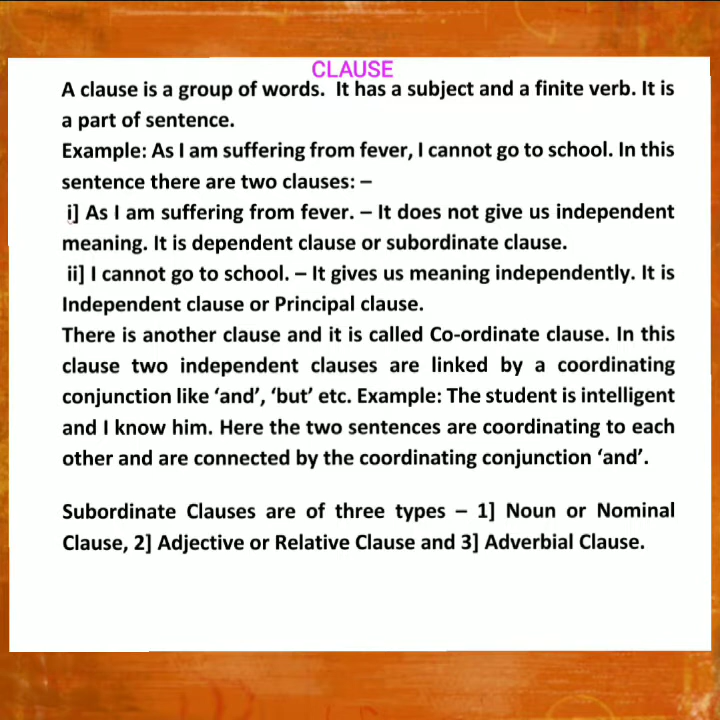 CLAUSE
A clause is a group of words. It has a subject and a finite verb. It is
a part of sentence.
Example: As I am suffering from fever, I cannot go to school. In this
sentence there are two clauses: –
i] As I am suffering from fever. – It does not give us independent
meaning. It is dependent clause or subordinate clause.
ii] I cannot go to school. – It gives us meaning independently. It is
Independent clause or Principal clause.
There is another clause and it is called Co-ordinate clause. In this
clause two independent clauses are linked by a coordinating
conjunction like ‘and’, ‘but’ etc. Example: The student is intelligent
and I know him. Here the two sentences are coordinating to each
other and are connected by the coordinating conjunction ‘and’.
Subordinate Clauses are of three types – 1] Noun or Nominal
Clause, 2] Adjective or Relative Clause and 3] Adverbial Clause.